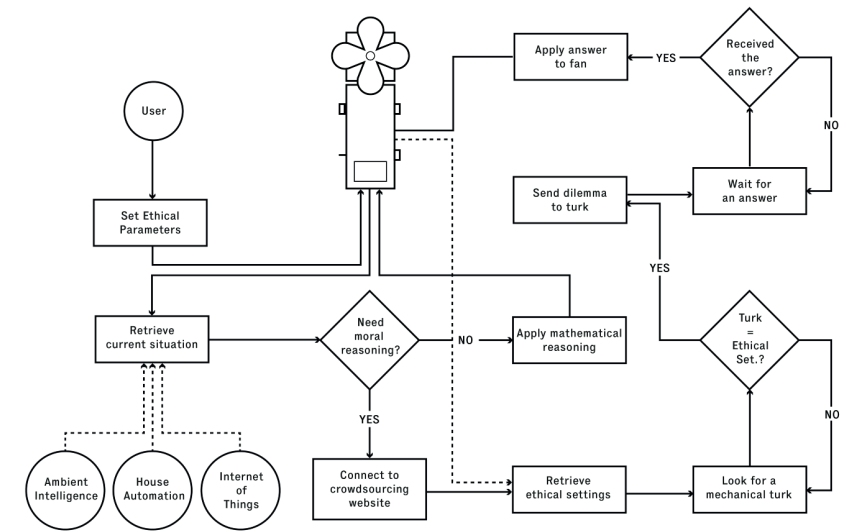 User
Set Ethical
Parameters
Retrieve
current situation
Ambient
Intelligence
House
Automation
Internet
of
Things
Need
moral
reasoning?
NO
YES
Apply mathematical
reasoning
Connect to
crowdsourcing
website
Retrieve
ethical settings
Look for a
mechanical turk
Turk
=
Ethical
Set.?
NO
YES
Send dilemma
to turk
Wait for
an answer
Received
the
answer?
NO
YES
Apply answer
to fan